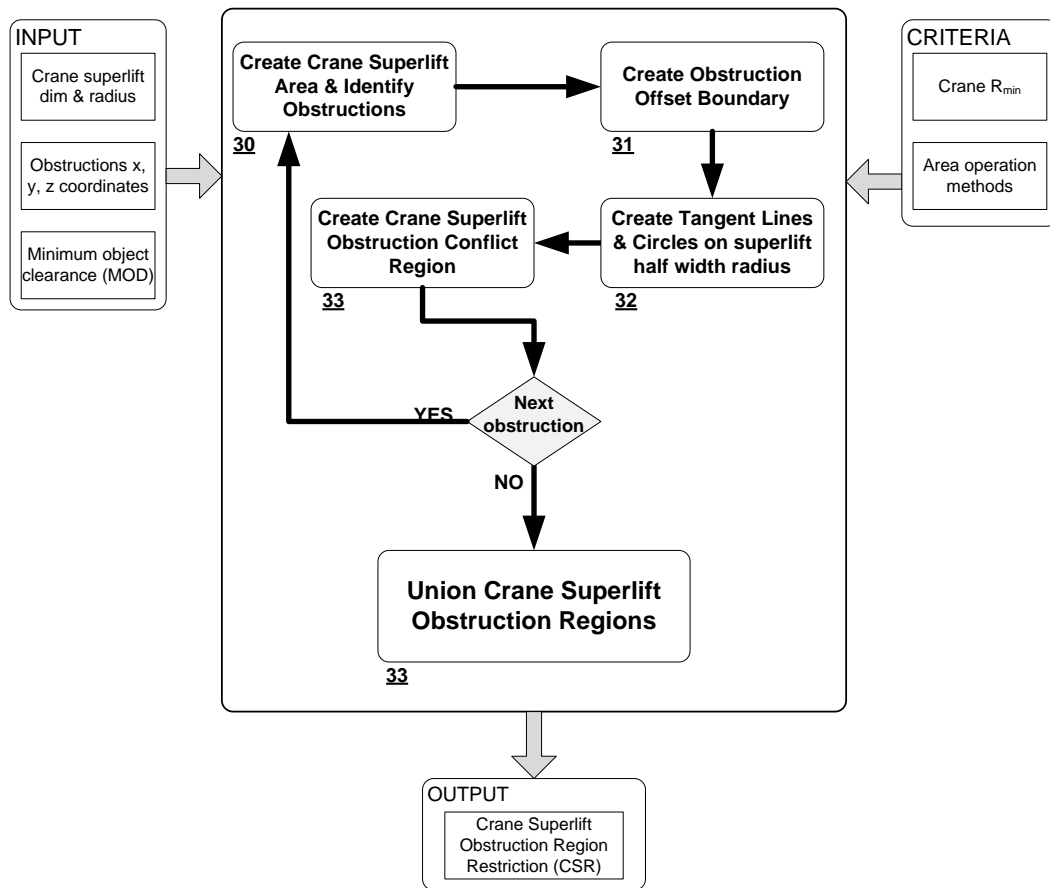 INPUT
Crane superlift
dim & radius
Obstructions x,
y, z coordinates
Minimum object
clearance (MOD)
Create Crane Superlift
Area & Identify
Obstructions
30
Create Obstruction
Offset Boundary
31
Create Tangent Lines
& Circles on superlift
half width radius
32
Create Crane Superlift
Obstruction Conflict
Region
33
Next
obstruction
YES
NO
Union Crane Superlift
Obstruction Regions
33
CRITERIA
Crane Rmin
Area operation
methods
OUTPUT
Crane Superlift
Obstruction Region
Restriction (CSR)